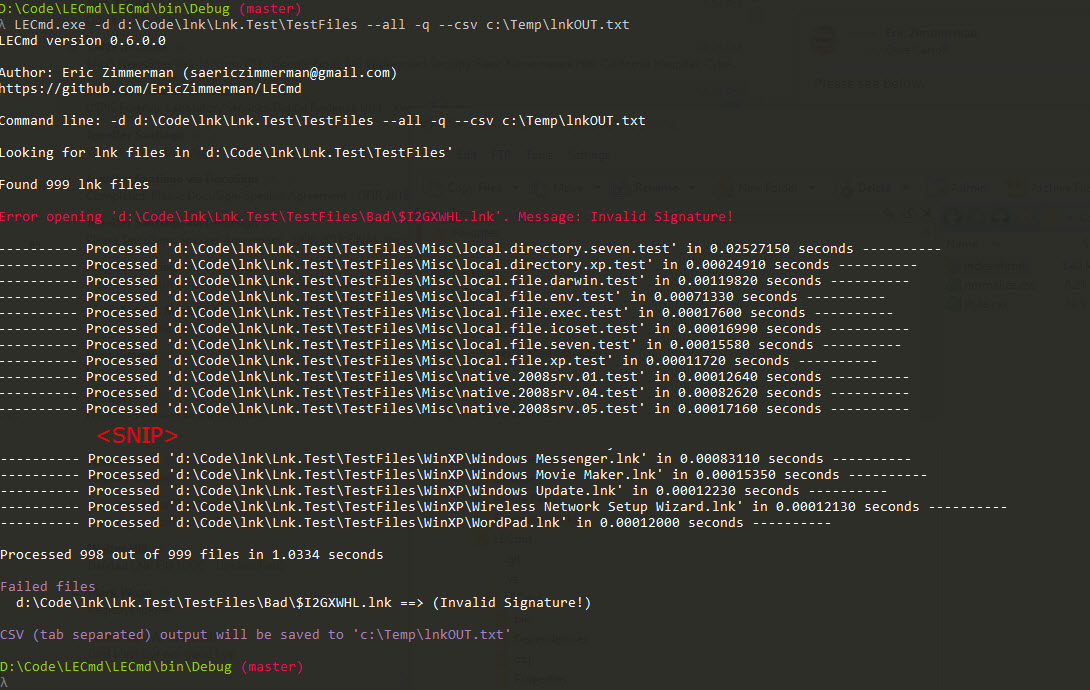 D:\Code\LECmd\LECmd\bin\Debug (master)
λ LECmd.exe -d d:\Code\lnk\Lnk.Test\TestFiles --all -q --csv c:\Temp\lnkOUT.txt
LECmd version 0.6.0.0
Author: Eric Zimmerman (saericzimmerman@gmail.com)
https://github.com/EricZimmerman/LECmd
Command line: -d d:\Code\lnk\Lnk.Test\TestFiles --all -q --csv c:\Temp\lnkOUT.txt
Looking for lnk files in 'd:\Code\lnk\Lnk.Test\TestFiles'
Found 999 lnk files
Error opening 'd:\Code\lnk\Lnk.Test\TestFiles\Bad\$I2GXWHL.lnk'. Message: Invalid Signature!
---------- Processed 'd:\Code\lnk\Lnk.Test\TestFiles\Misc\local.directory.seven.test' in 0.02527150 seconds ----------
---------- Processed 'd:\Code\lnk\Lnk.Test\TestFiles\Misc\local.directory.xp.test' in 0.00024910 seconds ----------
---------- Processed 'd:\Code\lnk\Lnk.Test\TestFiles\Misc\local.file.darwin.test' in 0.00119820 seconds ----------
---------- Processed 'd:\Code\lnk\Lnk.Test\TestFiles\Misc\local.file.env.test' in 0.00071330 seconds ----------
---------- Processed 'd:\Code\lnk\Lnk.Test\TestFiles\Misc\local.file.exec.test' in 0.00017600 seconds ----------
---------- Processed 'd:\Code\lnk\Lnk.Test\TestFiles\Misc\local.file.icoset.test' in 0.00016990 seconds ----------
---------- Processed 'd:\Code\lnk\Lnk.Test\TestFiles\Misc\local.file.seven.test' in 0.00015580 seconds ----------
---------- Processed 'd:\Code\lnk\Lnk.Test\TestFiles\Misc\local.file.xp.test' in 0.00011720 seconds ----------
---------- Processed 'd:\Code\lnk\Lnk.Test\TestFiles\Misc\native.2008srv.01.test' in 0.00012640 seconds ----------
---------- Processed 'd:\Code\lnk\Lnk.Test\TestFiles\Misc\native.2008srv.04.test' in 0.00082620 seconds ----------
---------- Processed 'd:\Code\lnk\Lnk.Test\TestFiles\Misc\native.2008srv.05.test' in 0.00017160 seconds ----------
<SNIP>
---------- Processed 'd:\Code\lnk\Lnk.Test\TestFiles\WinXP\Windows Messenger.lnk' in 0.00083110 seconds ----------
---------- Processed 'd:\Code\lnk\Lnk.Test\TestFiles\WinXP\Windows Movie Maker.lnk' in 0.00015350 seconds ----------
---------- Processed 'd:\Code\lnk\Lnk.Test\TestFiles\WinXP\Windows Update.lnk' in 0.00012230 seconds ----------
---------- Processed 'd:\Code\lnk\Lnk.Test\TestFiles\WinXP\Wireless Network Setup Wizard.lnk' in 0.00012130 seconds ----------
---------- Processed 'd:\Code\lnk\Lnk.Test\TestFiles\WinXP\WordPad.lnk' in 0.00012000 seconds ----------
Processed 998 out of 999 files in 1.0334 seconds
Failed files
d:\Code\lnk\Lnk.Test\TestFiles\Bad\$I2GXWHL.lnk ==> (Invalid Signature!)
CSV (tab separated) output will be saved to 'c:\Temp\lnkOUT.txt'
D:\Code\LECmd\LECmd\bin\Debug (master)
λ